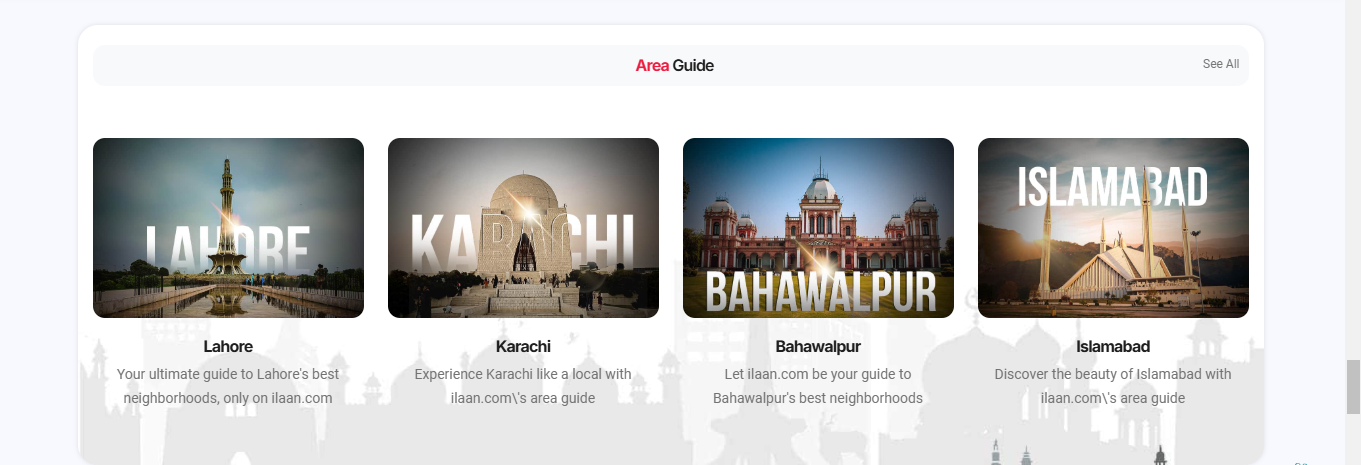 Area Guide
See All
LAHORE
KARACHI
BAHAWALPUR
ISLAMABAD
Lahore
Your ultimate guide to Lahore's best
neighborhoods, only on ilaan.com
Karachi
Experience Karachi like a local with
ilaan.com\'s area guide
Bahawalpur
Let ilaan.com be your guide to
Bahawalpur's best neighborhoods
Islamabad
Discover the beauty of Islamabad with
ilaan.com\'s area guide